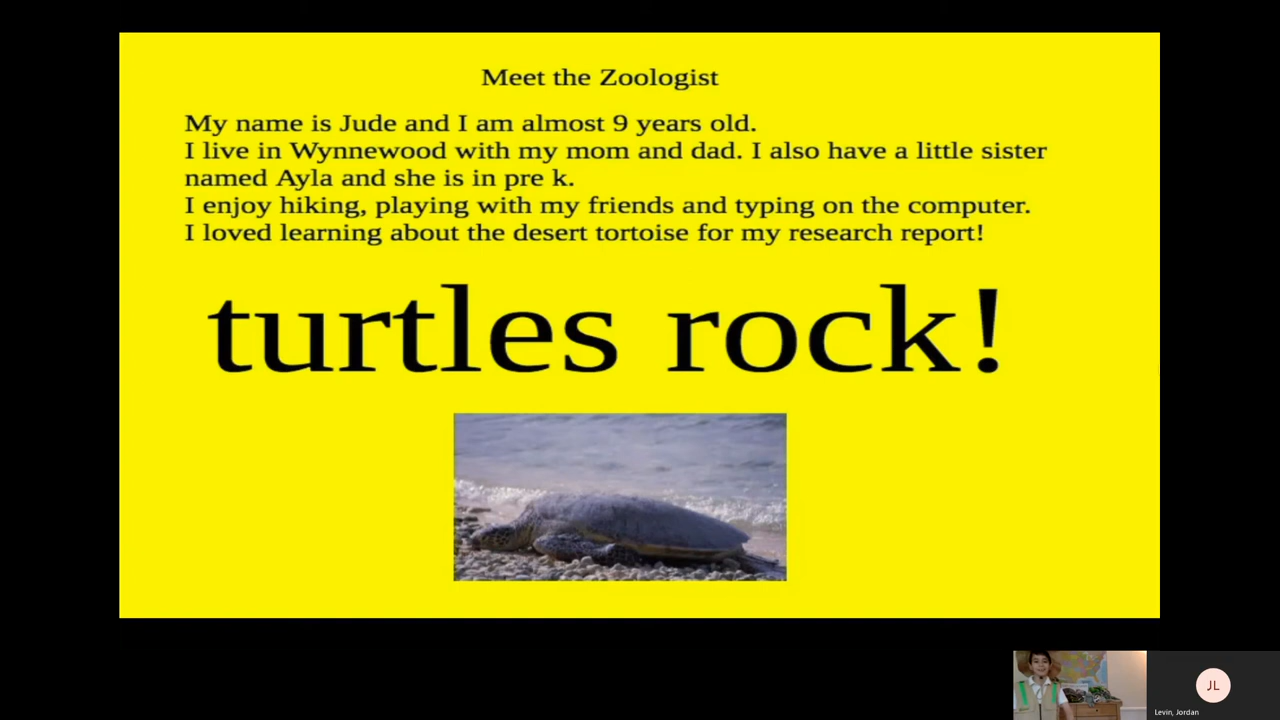 Meet the Zoologist
My name is Jude and I am almost 9 years old.
I live in Wynnewood with my mom and dad. I also have a little sister
named Ayla and she is in pre k.
I enjoy hiking, playing with my friends and typing on the computer.
I loved learning about the desert tortoise for my research report!
turtles rock!
JL
Levin, Jordan